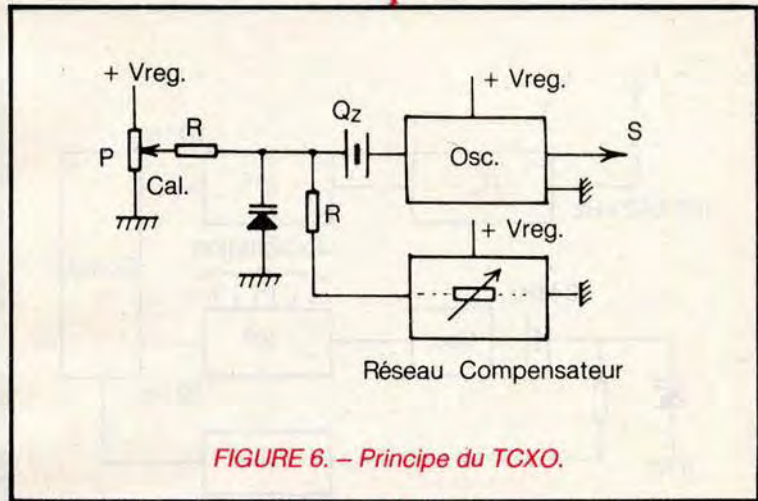 + Vreg.
+ Vreg.
Qz
R
S
P
Osc.
Cal.
R
+ Vreg.
Réseau Compensateur
FIGURE 6. – Principe du TCXO.